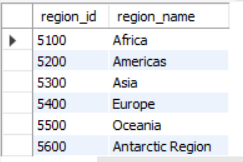 region_id region_name
5100 Africa
5200 Americas
5300 Asia
5400 Europe
5500 Oceania
5600 Antarctic Region